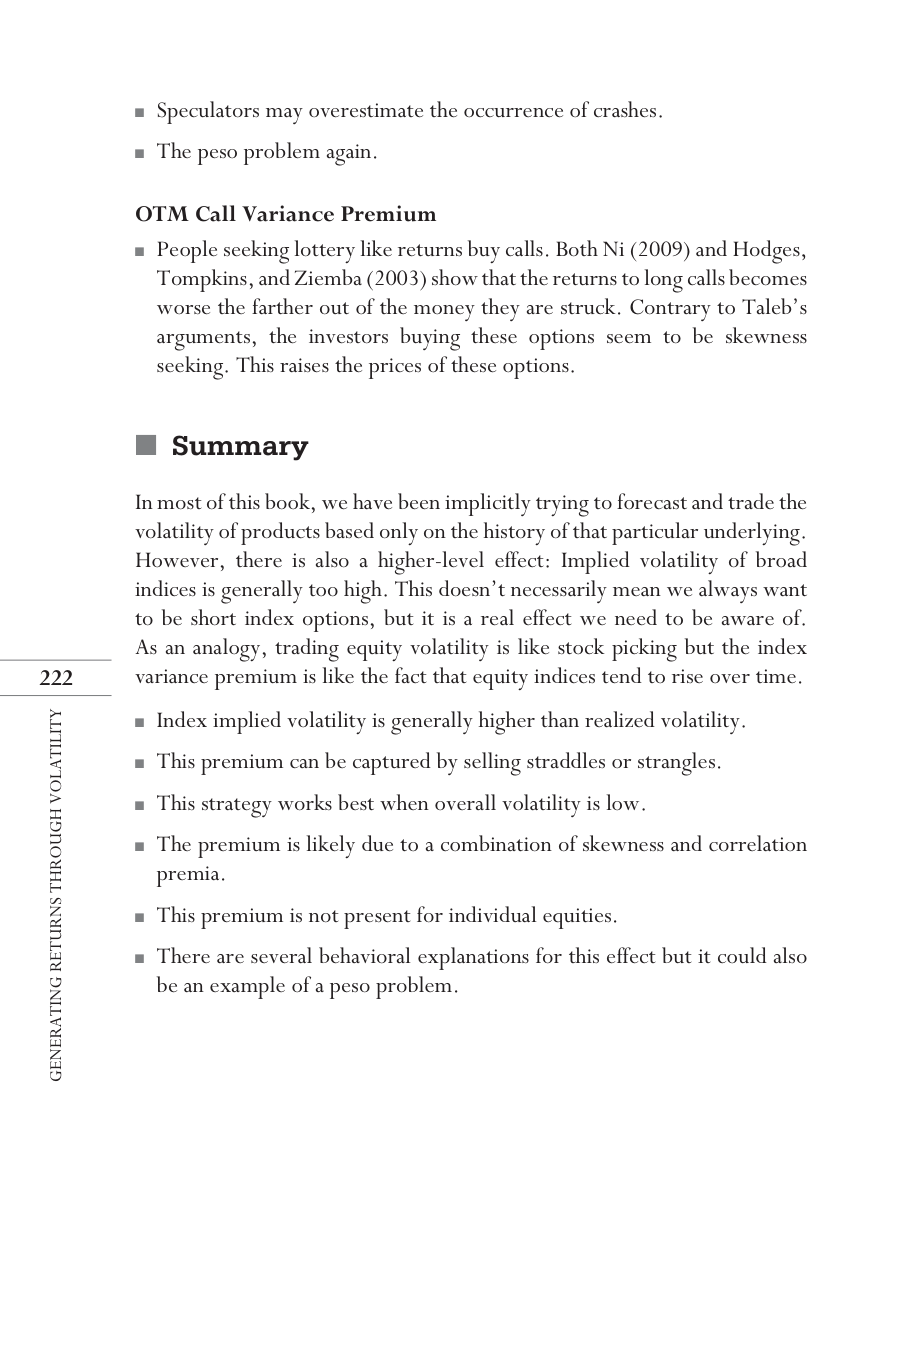 ■ Speculators may overestimate the occurrence of crashes.
■ The peso problem again.
OTM Call Variance Premium
■ People seeking lottery like returns buy calls. Both Ni (2009) and Hodges,
Tompkins, and Ziemba (2003) show that the returns to long calls becomes
worse the farther out of the money they are struck. Contrary to Taleb’s
arguments, the investors buying these options seem to be skewness
seeking. This raises the prices of these options.
■ Summary
In most of this book, we have been implicitly trying to forecast and trade the
volatility of products based only on the history of that particular underlying.
However, there is also a higher-level effect: Implied volatility of broad
indices is generally too high. This doesn’t necessarily mean we always want
to be short index options, but it is a real effect we need to be aware of.
As an analogy, trading equity volatility is like stock picking but the index
variance premium is like the fact that equity indices tend to rise over time.
■ Index implied volatility is generally higher than realized volatility.
■ This premium can be captured by selling straddles or strangles.
■ This strategy works best when overall volatility is low.
■ The premium is likely due to a combination of skewness and correlation
premia.
■ This premium is not present for individual equities.
■ There are several behavioral explanations for this effect but it could also
be an example of a peso problem.
222
GENERATING RETURNS THROUGH VOLATILITY